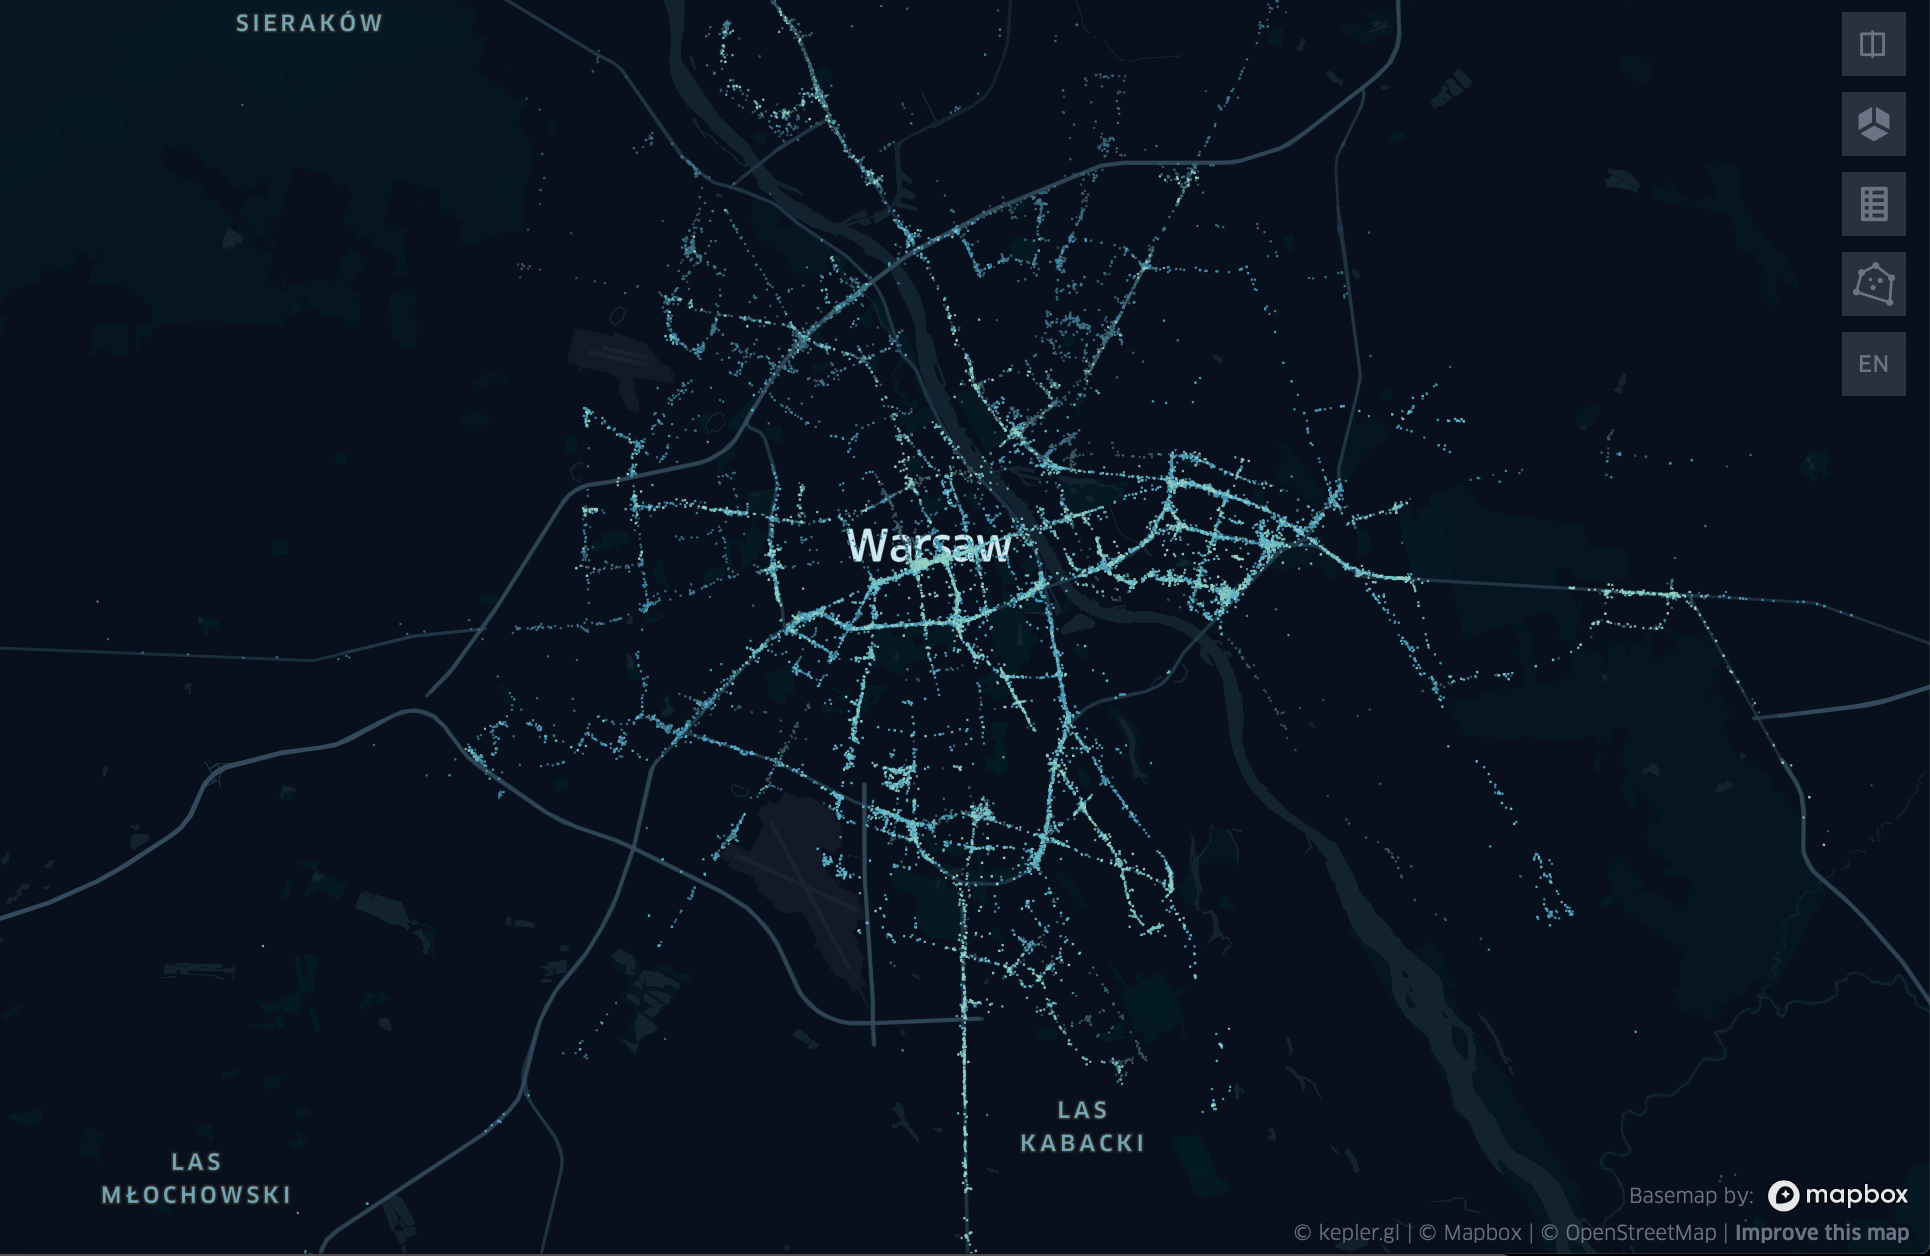 SIERAKÓW
EN
Warsaw
LAS
KABACKI
LAS
MŁOCHOWSKI
Basemap by: mapbox
© kepler.gl | © Mapbox | © OpenStreetMap | Improve this map